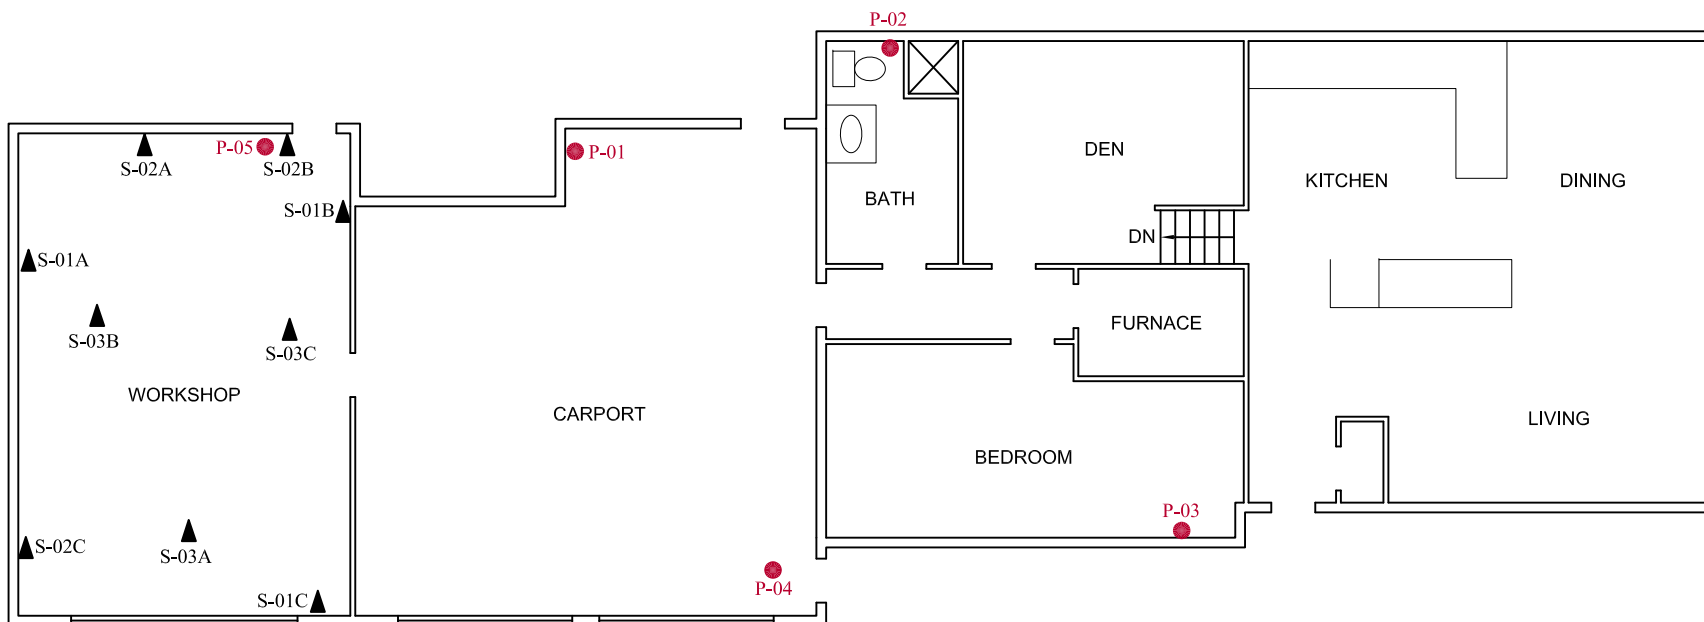 P-02
P-05
S-02A
S-02B
P-01
DEN
KITCHEN
DINING
BATH
S-01B
DN
S-01A
S-03B
S-03C
FURNACE
WORKSHOP
CARPORT
LIVING
BEDROOM
P-03
S-02C
S-03A
P-04
S-01C